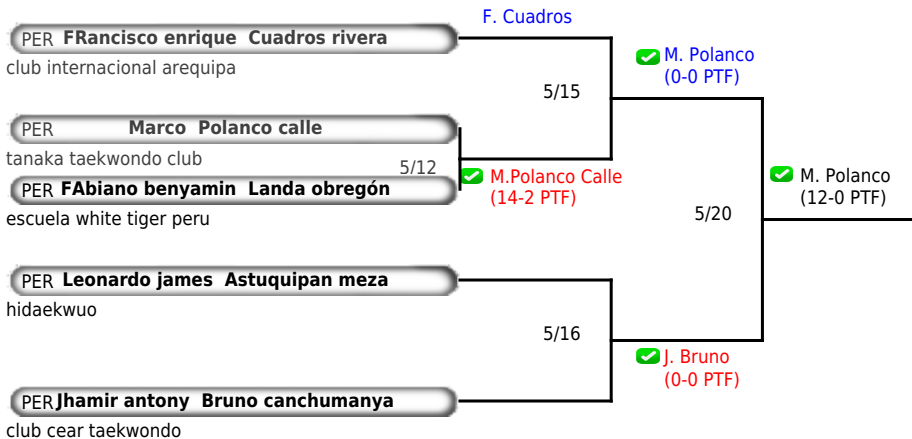 F. Cuadros
PER FRancisco enrique Cuadros rivera
club internacional arequipa
M. Polanco
(0-0 PTF)
5/15
PER Marco Polanco calle
tanaka taekwondo club
5/12
M.Polanco Calle
(14-2 PTF)
PER FAbiano benyamin Landa obregón
escuela white tiger peru
M. Polanco
(12-0 PTF)
5/20
PER Leonardo james Astuquipan meza
hidaekwuo
5/16
J. Bruno
(0-0 PTF)
PER Jhamir antony Bruno canchumanya
club cear taekwondo